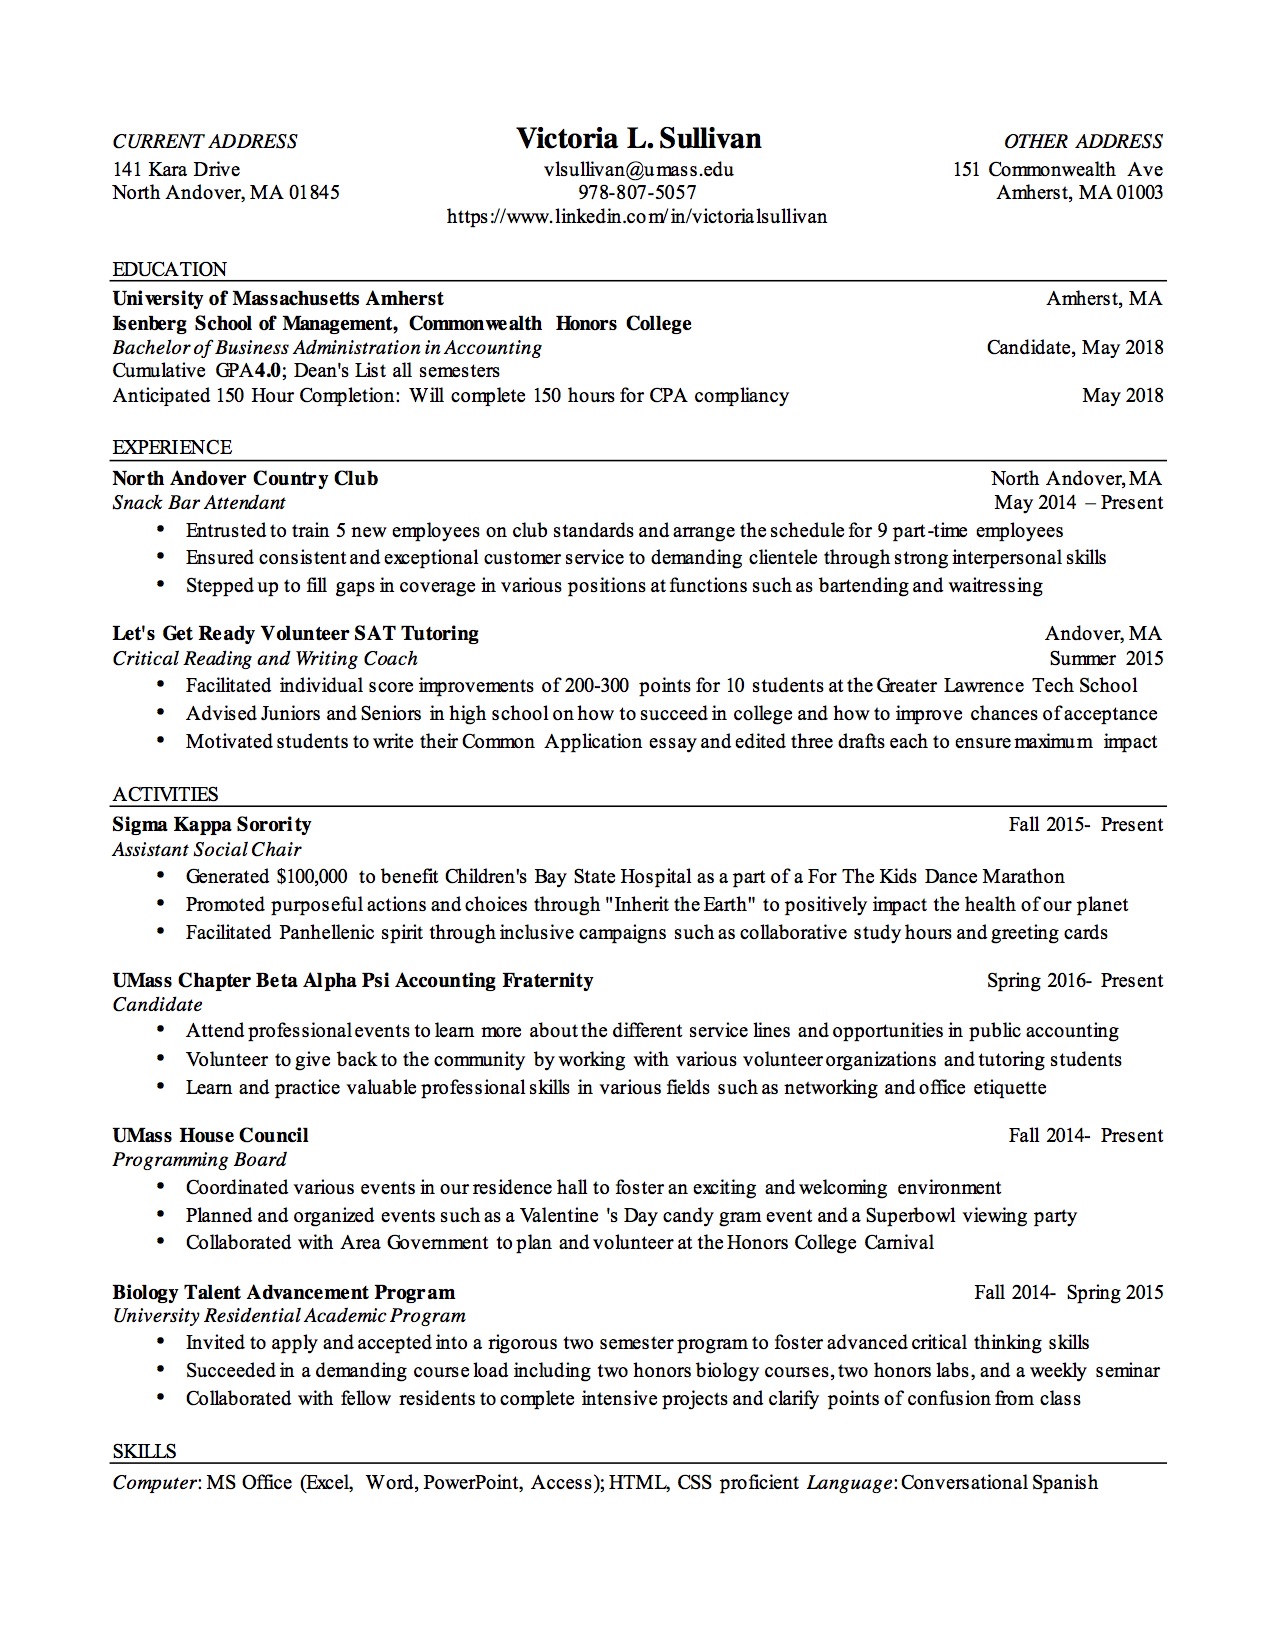 CURRENT ADDRESS Victoria L. Sullivan OTHER ADDRESS
141 Kara Drive vlsullivan@umass.edu 151 Commonwealth Ave
North Andover, MA 01845 978-807-5057 Amherst, MA 01003
https://www.linkedin.com/in/victorialsullivan
EDUCATION
University of Massachusetts Amherst Amherst, MA
Isenberg School of Management, Commonwealth Honors College
Bachelor of Business Administration in Accounting Candidate, May 2018
Cumulative GPA4.0; Dean's List all semesters
Anticipated 150 Hour Completion: Will complete 150 hours for CPA compliancy May 2018
EXPERIENCE
North Andover Country Club North Andover, MA
Snack Bar Attendant May 2014 – Present
• Entrusted to train 5 new employees on club standards and arrange the schedule for 9 part-time employees
• Ensured consistent and exceptional customer service to demanding clientele through strong interpersonal skills
• Stepped up to fill gaps in coverage in various positions at functions such as bartending and waitressing
Let's Get Ready Volunteer SAT Tutoring Andover, MA
Critical Reading and Writing Coach Summer 2015
• Facilitated individual score improvements of 200-300 points for 10 students at the Greater Lawrence Tech School
• Advised Juniors and Seniors in high school on how to succeed in college and how to improve chances of acceptance
• Motivated students to write their Common Application essay and edited three drafts each to ensure maximum impact
ACTIVITIES
Sigma Kappa Sorority Fall 2015- Present
Assistant Social Chair
• Generated $100,000 to benefit Children's Bay State Hospital as a part of a For The Kids Dance Marathon
• Promoted purposeful actions and choices through "Inherit the Earth" to positively impact the health of our planet
• Facilitated Panhellenic spirit through inclusive campaigns such as collaborative study hours and greeting cards
UMass Chapter Beta Alpha Psi Accounting Fraternity Spring 2016- Present
Candidate
• Attend professional events to learn more about the different service lines and opportunities in public accounting
• Volunteer to give back to the community by working with various volunteer organizations and tutoring students
• Learn and practice valuable professional skills in various fields such as networking and office etiquette
UMass House Council Fall 2014- Present
Programming Board
• Coordinated various events in our residence hall to foster an exciting and welcoming environment
• Planned and organized events such as a Valentine 's Day candy gram event and a Superbowl viewing party
• Collaborated with Area Government to plan and volunteer at the Honors College Carnival
Biology Talent Advancement Program Fall 2014- Spring 2015
University Residential Academic Program
• Invited to apply and accepted into a rigorous two semester program to foster advanced critical thinking skills
• Succeeded in a demanding course load including two honors biology courses, two honors labs, and a weekly seminar
• Collaborated with fellow residents to complete intensive projects and clarify points of confusion from class
SKILLS
Computer: MS Office (Excel, Word, PowerPoint, Access); HTML, CSS proficient Language: Conversational Spanish